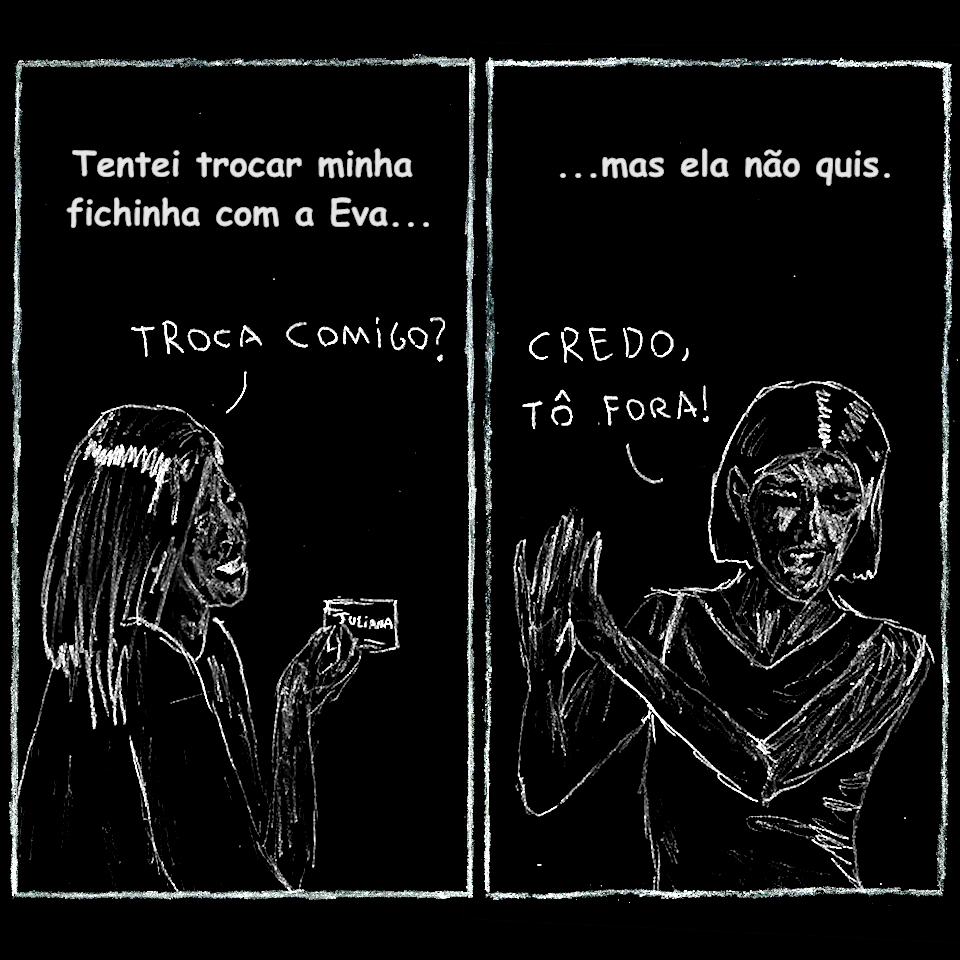 Tentei trocar minha
fichinha com a Eva...
TROCA COMIGO?
JULIANA
...mas ela não quis.
CREDO,
TÔ FORA!